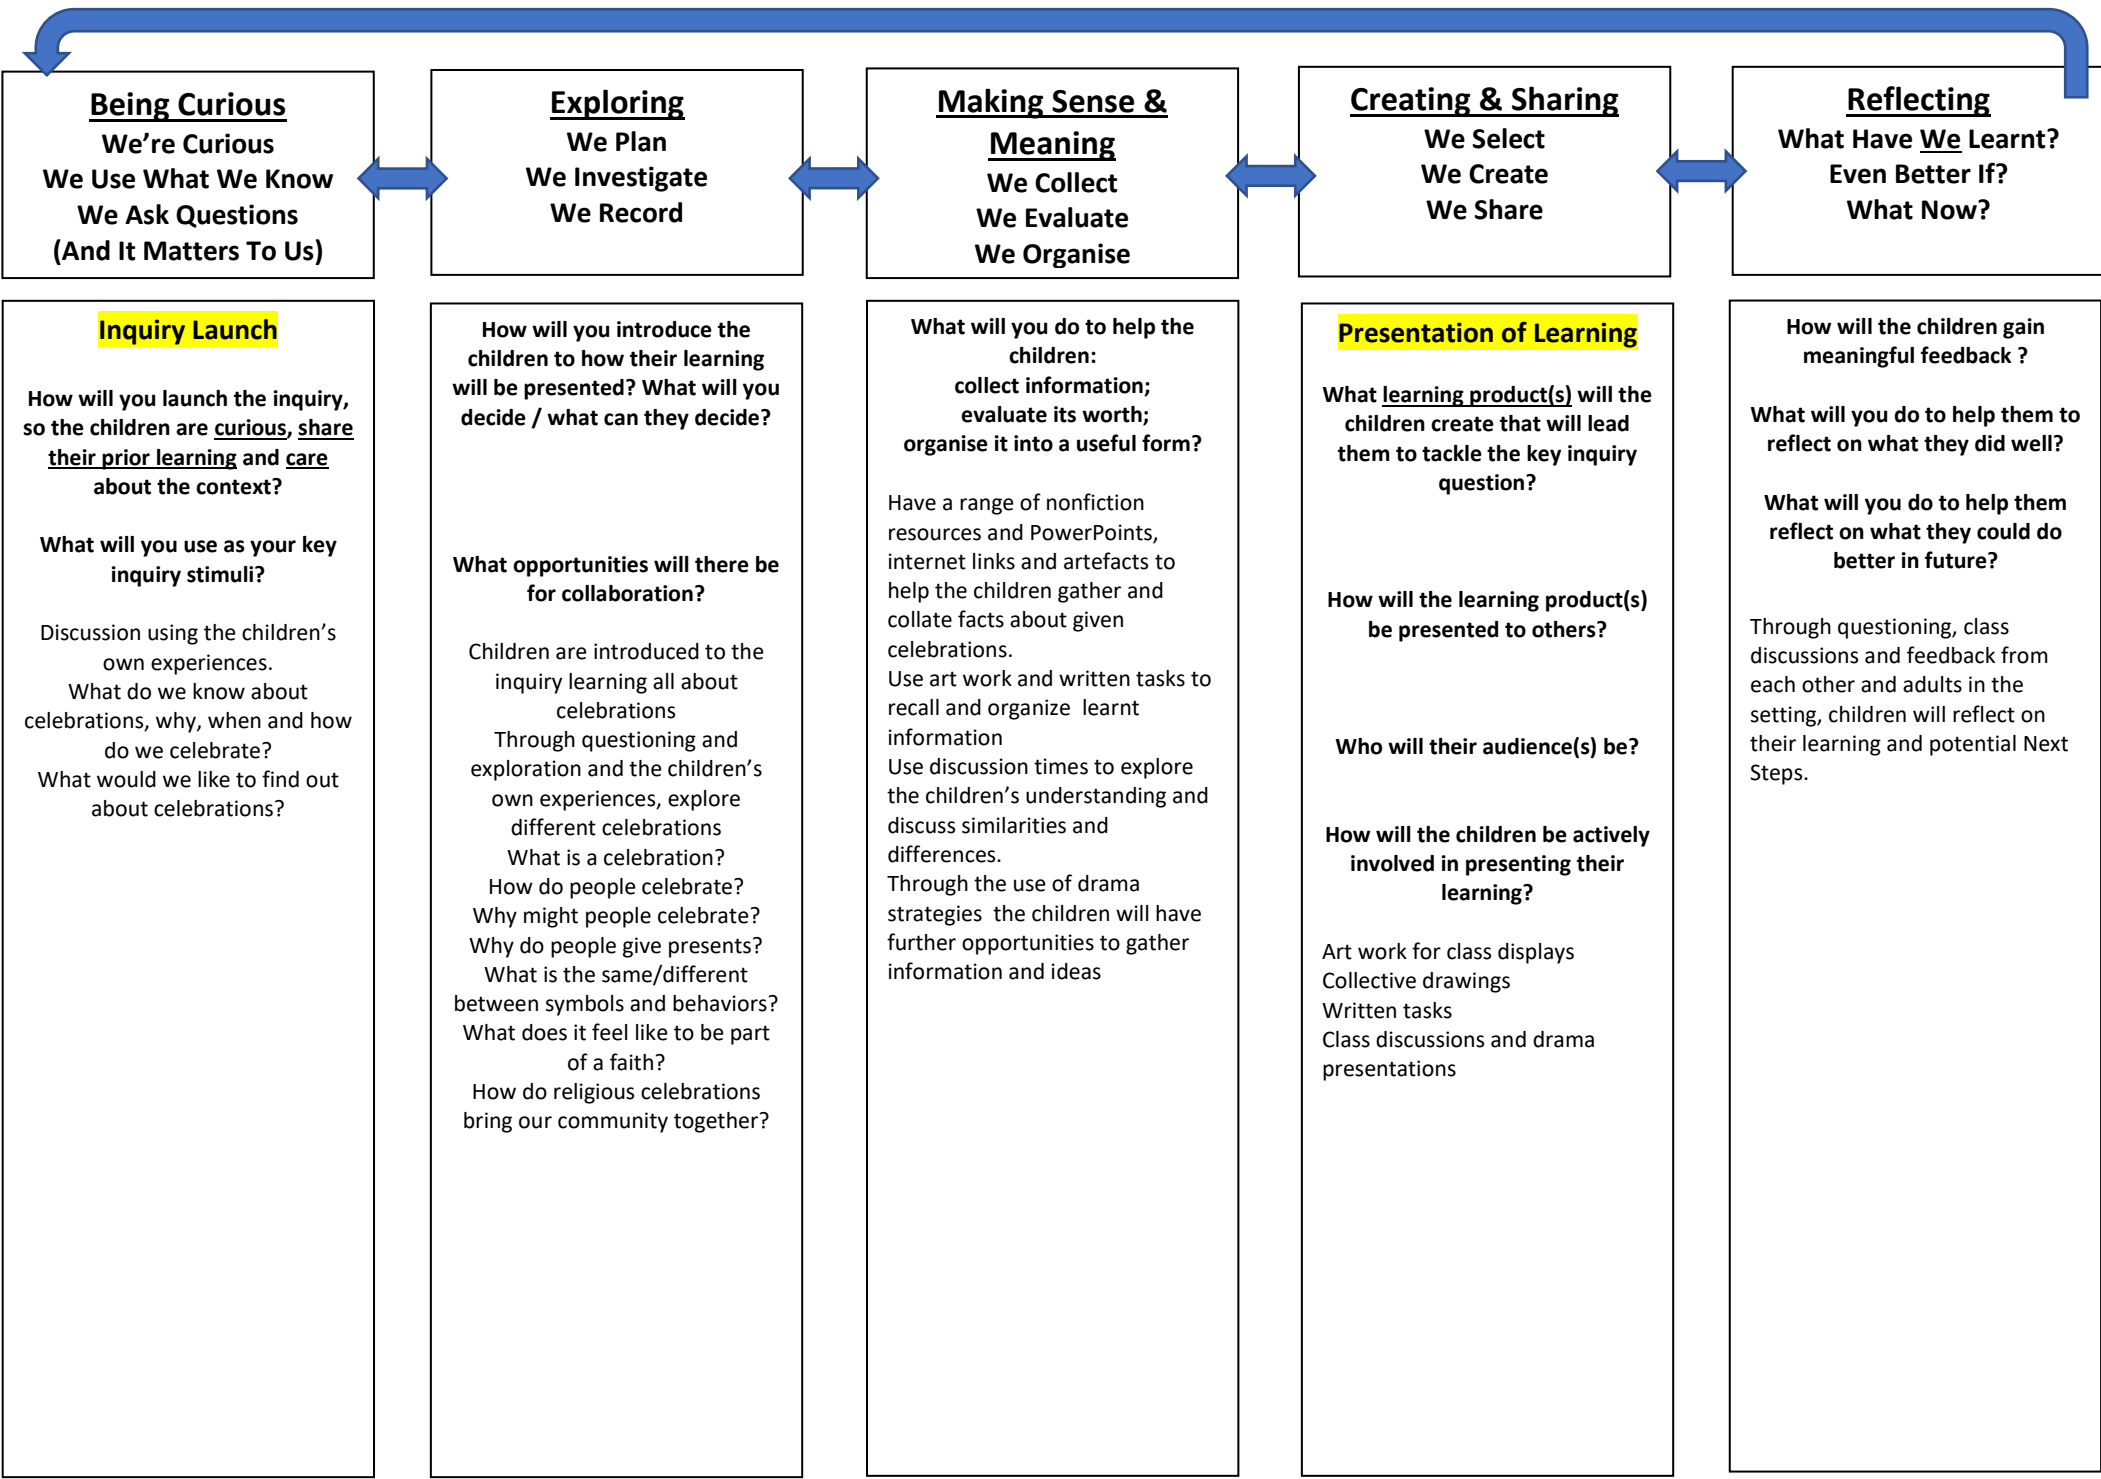 Being Curious
We're Curious
We Use What We Know
We Ask Questions
(And It Matters To Us)
Exploring
We Plan
We Investigate
We Record
Making Sense &
Meaning
We Collect
We Evaluate
We Organise
Creating & Sharing
We Select
We Create
We Share
Reflecting
What Have We Learnt?
Even Better If?
What Now?
Inquiry Launch
How will you launch the inquiry,
so the children are curious, share
their prior learning and care
about the context?
What will you use as your key
inquiry stimuli?
Discussion using the children's
own experiences.
What do we know about
celebrations, why, when and how
do we celebrate?
What would we like to find out
about celebrations?
How will you introduce the
children to how their learning
will be presented? What will you
decide / what can they decide?
What opportunities will there be
for collaboration?
Children are introduced to the
inquiry learning all about
celebrations
Through questioning and
exploration and the children's
own experiences, explore
different celebrations
What is a celebration?
How do people celebrate?
Why might people celebrate?
Why do people give presents?
What is the same/different
between symbols and behaviors?
What does it feel like to be part
of a faith?
How do religious celebrations
bring our community together?
What will you do to help the
children:
collect information;
evaluate its worth;
organise it into a useful form?
Have a range of nonfiction
resources and PowerPoints,
internet links and artefacts to
help the children gather and
collate facts about given
celebrations.
Use art work and written tasks to
recall and organize  learnt
information
Use discussion times to explore
the children's understanding and
discuss similarities and
differences.
Through the use of drama
strategies  the children will have
further opportunities to gather
information and ideas
Presentation of Learning
What learning product(s) will the
children create that will lead
them to tackle the key inquiry
question?
How will the learning product(s)
be presented to others?
Who will their audience(s) be?
How will the children be actively
involved in presenting their
learning?
Art work for class displays
Collective drawings
Written tasks
Class discussions and drama
presentations
How will the children gain
meaningful feedback ?
What will you do to help them to
reflect on what they did well?
What will you do to help them
reflect on what they could do
better in future?
Through questioning, class
discussions and feedback from
each other and adults in the
setting, children will reflect on
their learning and potential Next
Steps.